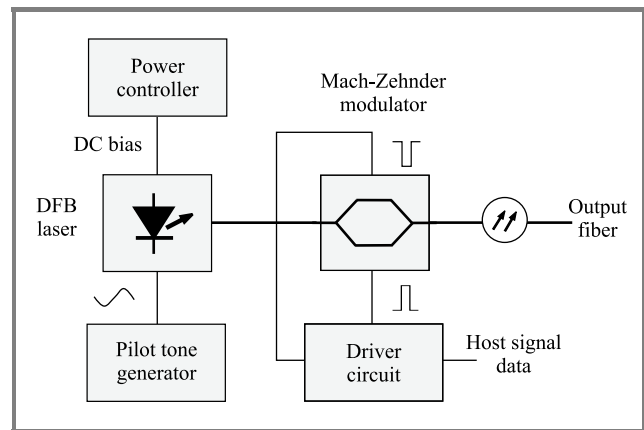 Power
controller
Mach-Zehnder
modulator
DC bias
DFB
laser
Output
fiber
Pilot tone
generator
Driver
circuit
Host signal
data